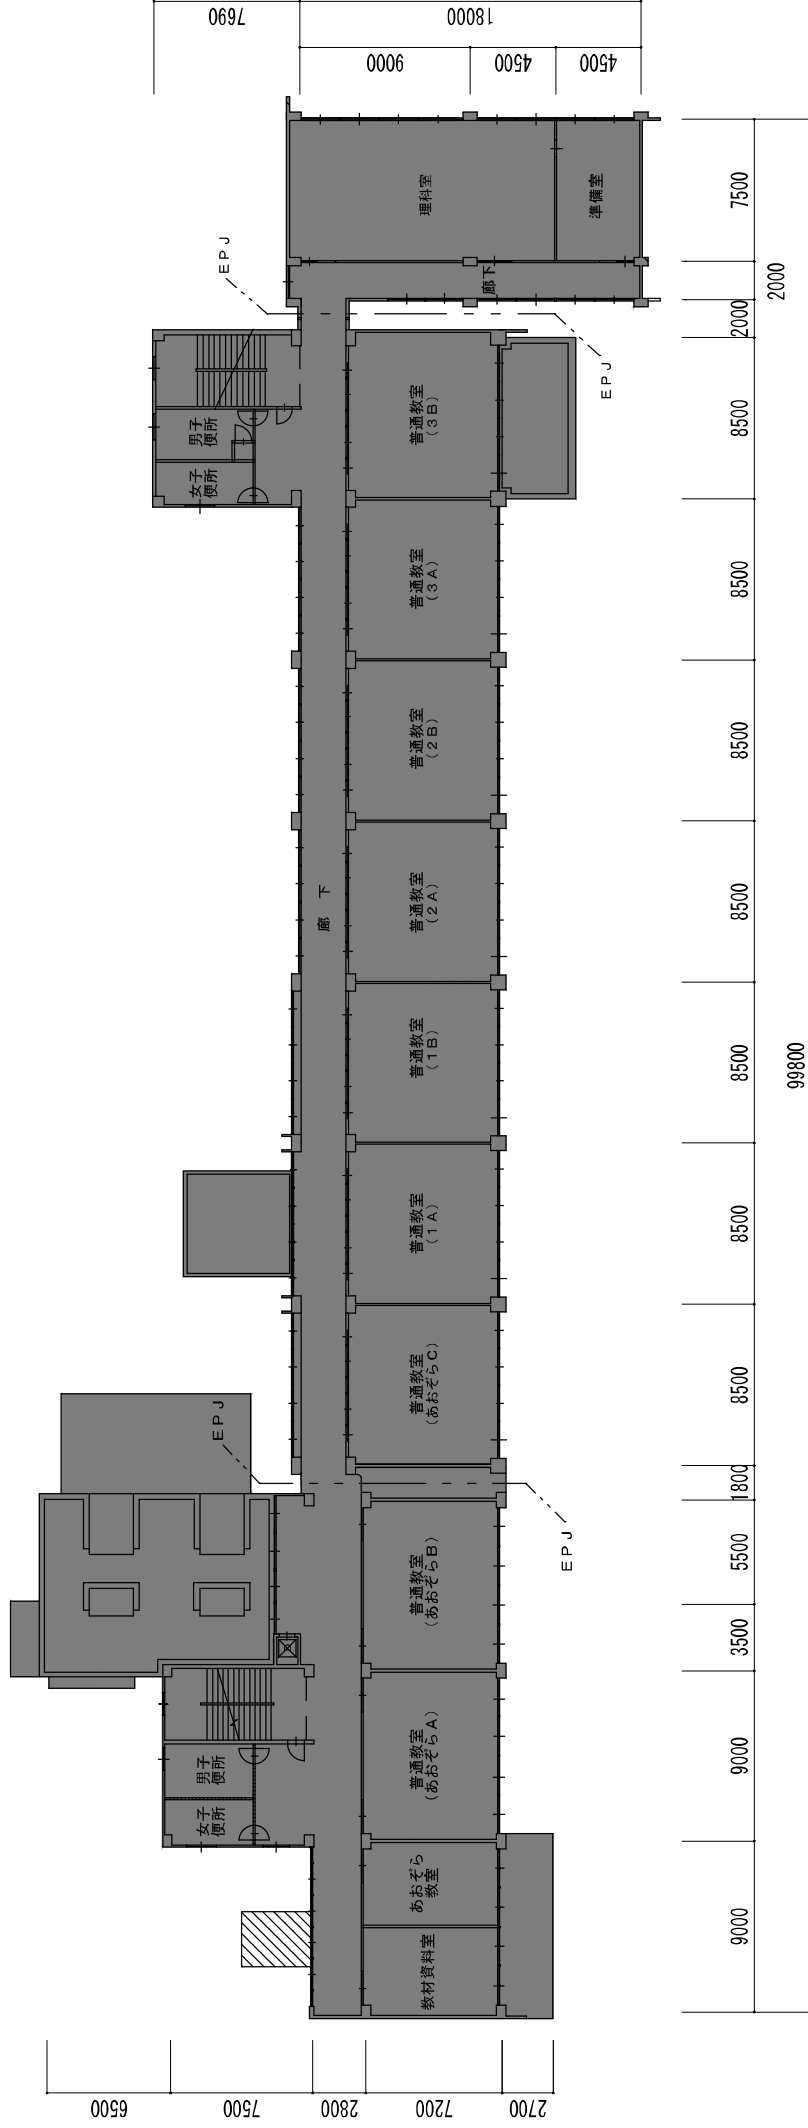 7690
18000
9000
4500
4500
理科室
準備室
廊下
EPJ
EPJ
7500
2000
2000
男子
便所
女子
便所
普通教室
(3B)
8500
普通教室
(3A)
8500
普通教室
(2B)
8500
廊 下
普通教室
(2A)
8500
普通教室
(1B)
8500
99800
普通教室
(1A)
8500
普通教室
(あおぞらC)
8500
EPJ
EPJ
1800
普通教室
(あおぞらB)
5500
3500
男子
便所
女子
便所
普通教室
(あおぞらA)
9000
あおぞら
教室
教材資料室
9000
6500
7500
2800
7200
2700